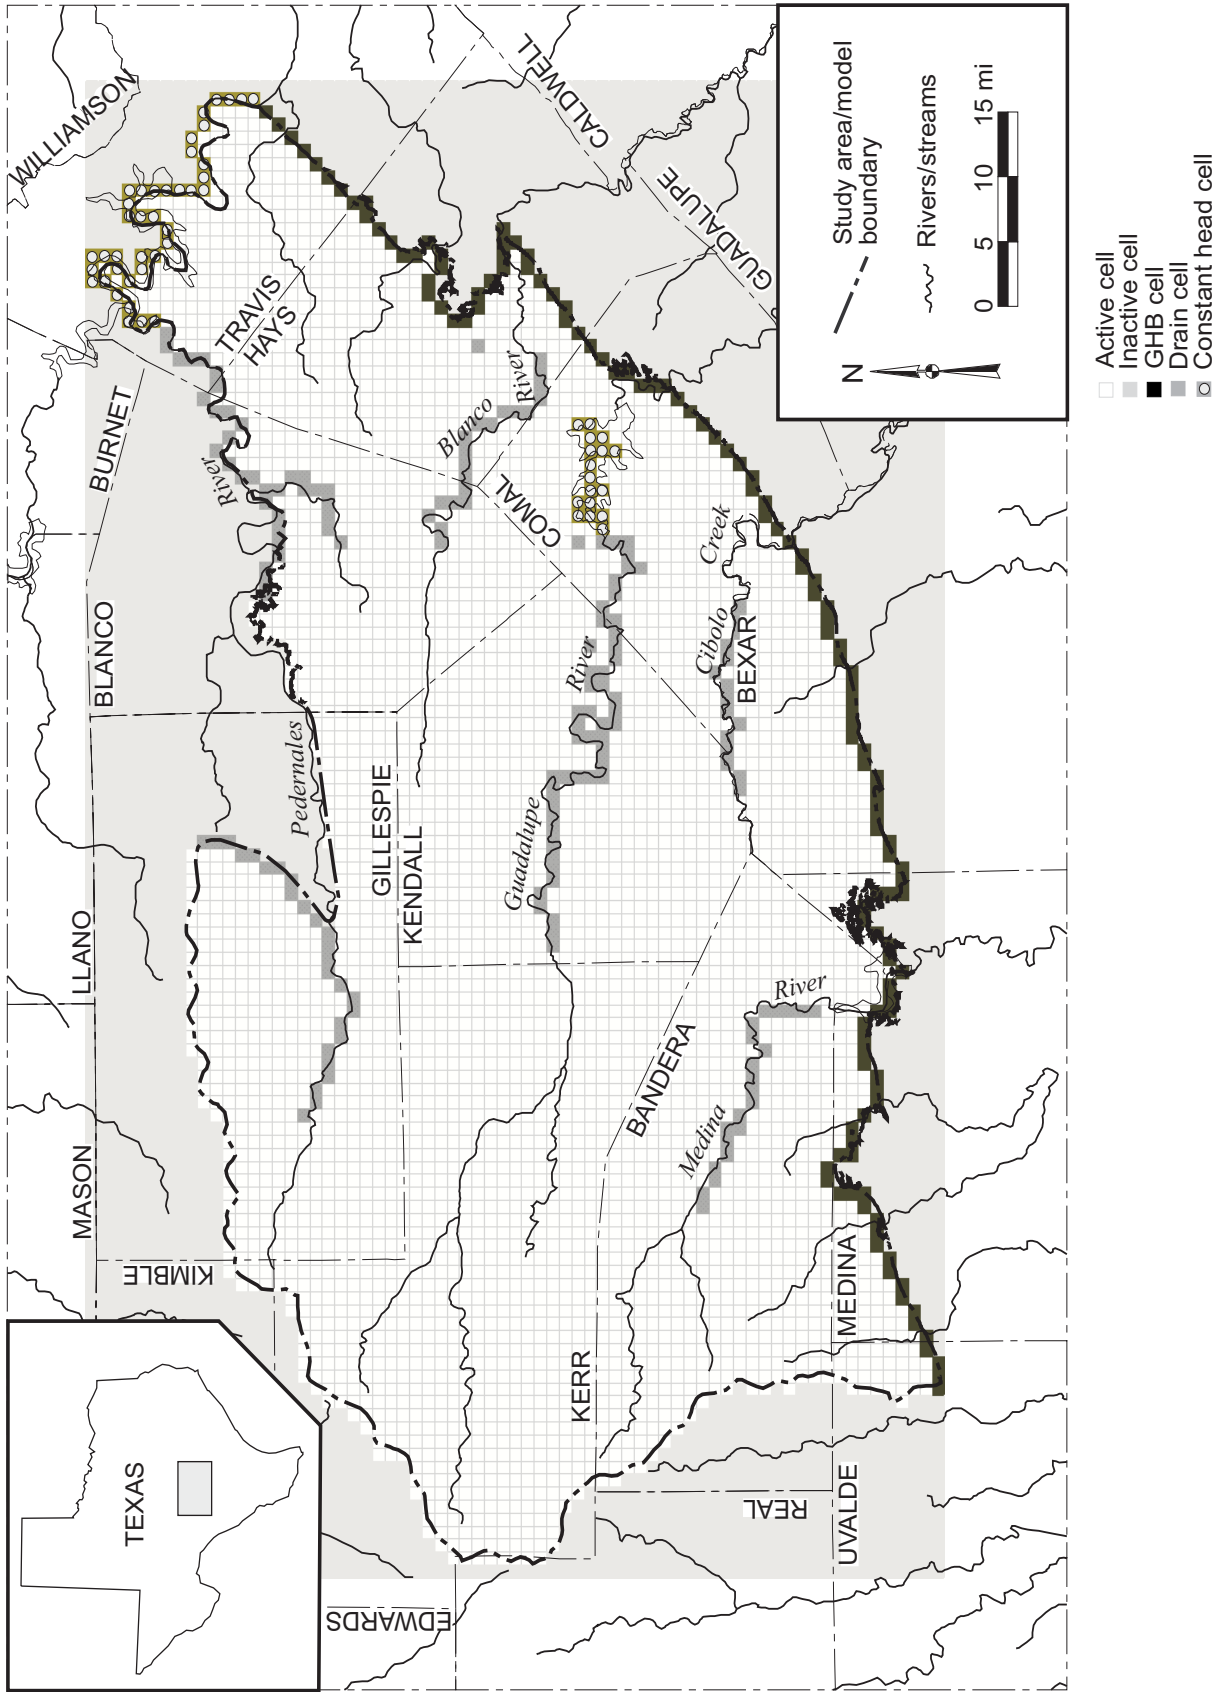 WILLIAMSON
CALDWELL
GUADALUPE
TRAVIS
HAYS
BURNET
River
Blanco
River
COMAL
BLANCO
Pedernales
River
Guadalupe
Creek
Cibolo
BEXAR
GILLESPIE
KENDALL
LLANO
MASON
KIMBLE
River
Medina
BANDERA
MEDINA
KERR
REAL
UVALDE
EDWARDS
TEXAS
N
Study area/model
boundary
Rivers/streams
0 5 10 15 mi
Active cell
Inactive cell
GHB cell
Drain cell
Constant head cell